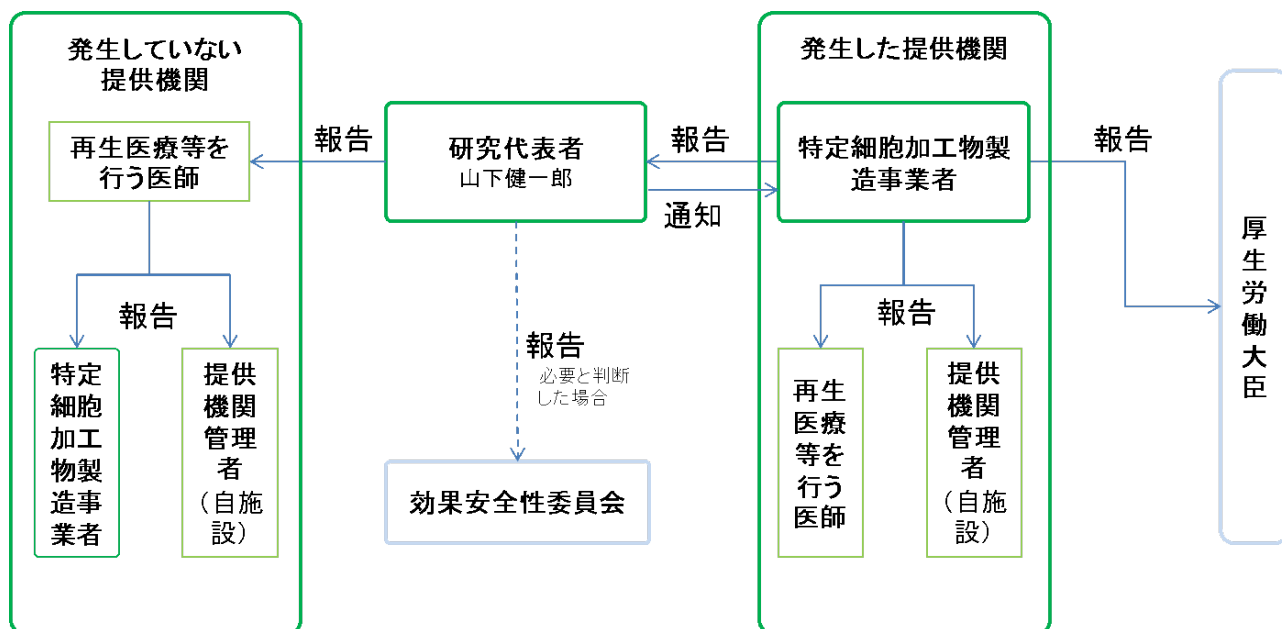 発生していない
提供機関
再生医療等を
行う医師
報告
特定
細胞
加工
物製
造事
業者
提供
機関
管理
者
（自施
設）
報告
研究代表者
山下健一郎
報告
通知
報告
必要と判断
した場合
効果安全性委員会
発生した提供機関
特定細胞加工物製
造事業者
報告
再生
医療
等を
行う
医師
提供
機関
管理
者
（自施
設）
報告
厚
生
労
働
大
臣